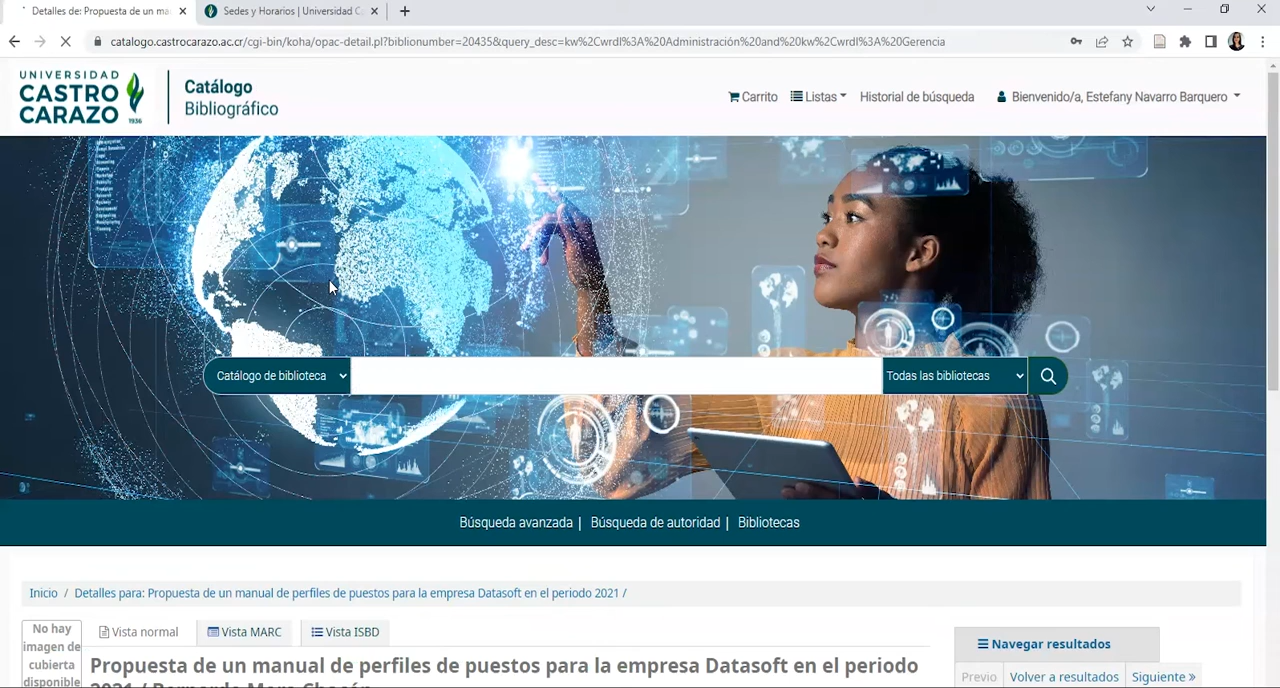 Detalles de: Propuesta de un ma
Sedes y Horarios | Universidad C
catalogo.castrocarazo.ac.cr/cgi-bin/koha/opac-detail.pl?biblionumber=20435&query_desc=kw%2Cwrdl%3A%20Administración%20and%20kw%2Cwrdl%3A%20Gerencia
UNIVERSIDAD
CASTRO
CARAZO
1936
Catálogo
Bibliográfico
Carrito
Listas
Historial de búsqueda
Bienvenido/a, Estefany Navarro Barquero
Catálogo de biblioteca
Todas las bibliotecas
Búsqueda avanzada | Búsqueda de autoridad | Bibliotecas
Inicio / Detalles para: Propuesta de un manual de perfiles de puestos para la empresa Datasoft en el periodo 2021 /
No hay
imagen de
cubierta
disponible
Vista normal
Vista MARC
Vista ISBD
Propuesta de un manual de perfiles de puestos para la empresa Datasoft en el periodo
2021 / Bernardo Mora Chacón
Navegar resultados
Previo
Volver a resultados
Siguiente »